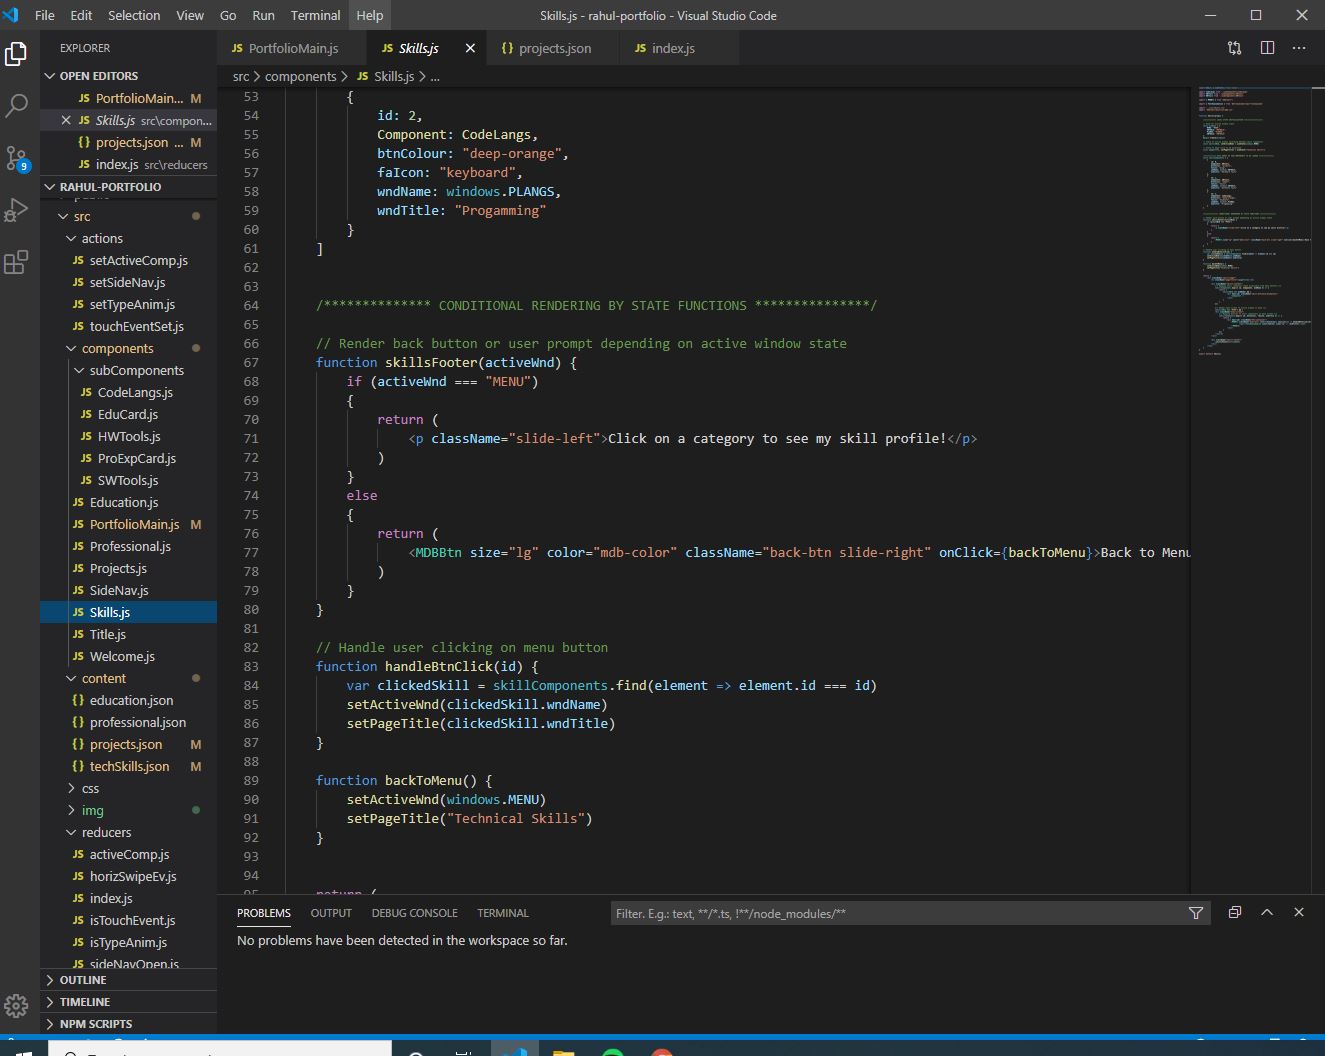 File Edit Selection View Go Run Terminal Help Skills.js - rahul-portfolio - Visual Studio Code
EXPLORER
OPEN EDITORS
JS PortfolioMain... M
JS Skills.js src\compon...
{} projects.json ... M
JS index.js src\reducers
RAHUL-PORTFOLIO
src
actions
JS setActiveComp.js
JS setSideNav.js
JS setTypeAnim.js
JS touchEventSet.js
components
subComponents
JS CodeLangs.js
JS EduCard.js
JS HWTools.js
JS ProExpCard.js
JS SWTools.js
JS Education.js
JS PortfolioMain.js M
JS Professional.js
JS Projects.js
JS SideNav.js
JS Skills.js
JS Title.js
JS Welcome.js
content
{} education.json
{} professional.json
{} projects.json M
{} techSkills.json M
css
img
reducers
JS activeComp.js
JS horizSwipeEv.js
JS index.js
JS isTouchEvent.js
JS isTypeAnim.js
JS sideNavOpen.js
OUTLINE
TIMELINE
NPM SCRIPTS
9
JS PortfolioMain.js JS Skills.js {} projects.json JS index.js
src > components > JS Skills.js > ...
53 {
54 id: 2,
55 Component: CodeLangs,
56 btnColour: "deep-orange",
57 faIcon: "keyboard",
58 wndName: windows.PLANGS,
59 wndTitle: "Progamming"
60 }
61 ]
62
63
64 /************** CONDITIONAL RENDERING BY STATE FUNCTIONS ***************/
65
66 // Render back button or user prompt depending on active window state
67 function skillsFooter(activeWnd) {
68 if (activeWnd === "MENU")
69 {
70 return (
71 <p className="slide-left">Click on a category to see my skill profile!</p>
72 )
73 }
74 else
75 {
76 return (
77 <MDBBtn size="lg" color="mdb-color" className="back-btn slide-right" onClick={backToMenu}>Back to Menu
78 )
79 }
80 }
81
82 // Handle user clicking on menu button
83 function handleBtnClick(id) {
84 var clickedSkill = skillComponents.find(element => element.id === id)
85 setActiveWnd(clickedSkill.wndName)
86 setPageTitle(clickedSkill.wndTitle)
87 }
88
89 function backToMenu() {
90 setActiveWnd(windows.MENU)
91 setPageTitle("Technical Skills")
92 }
93
94
95 return (
PROBLEMS OUTPUT DEBUG CONSOLE TERMINAL Filter. E.g.: text, **/*.ts, !**/node_modules/**
No problems have been detected in the workspace so far.